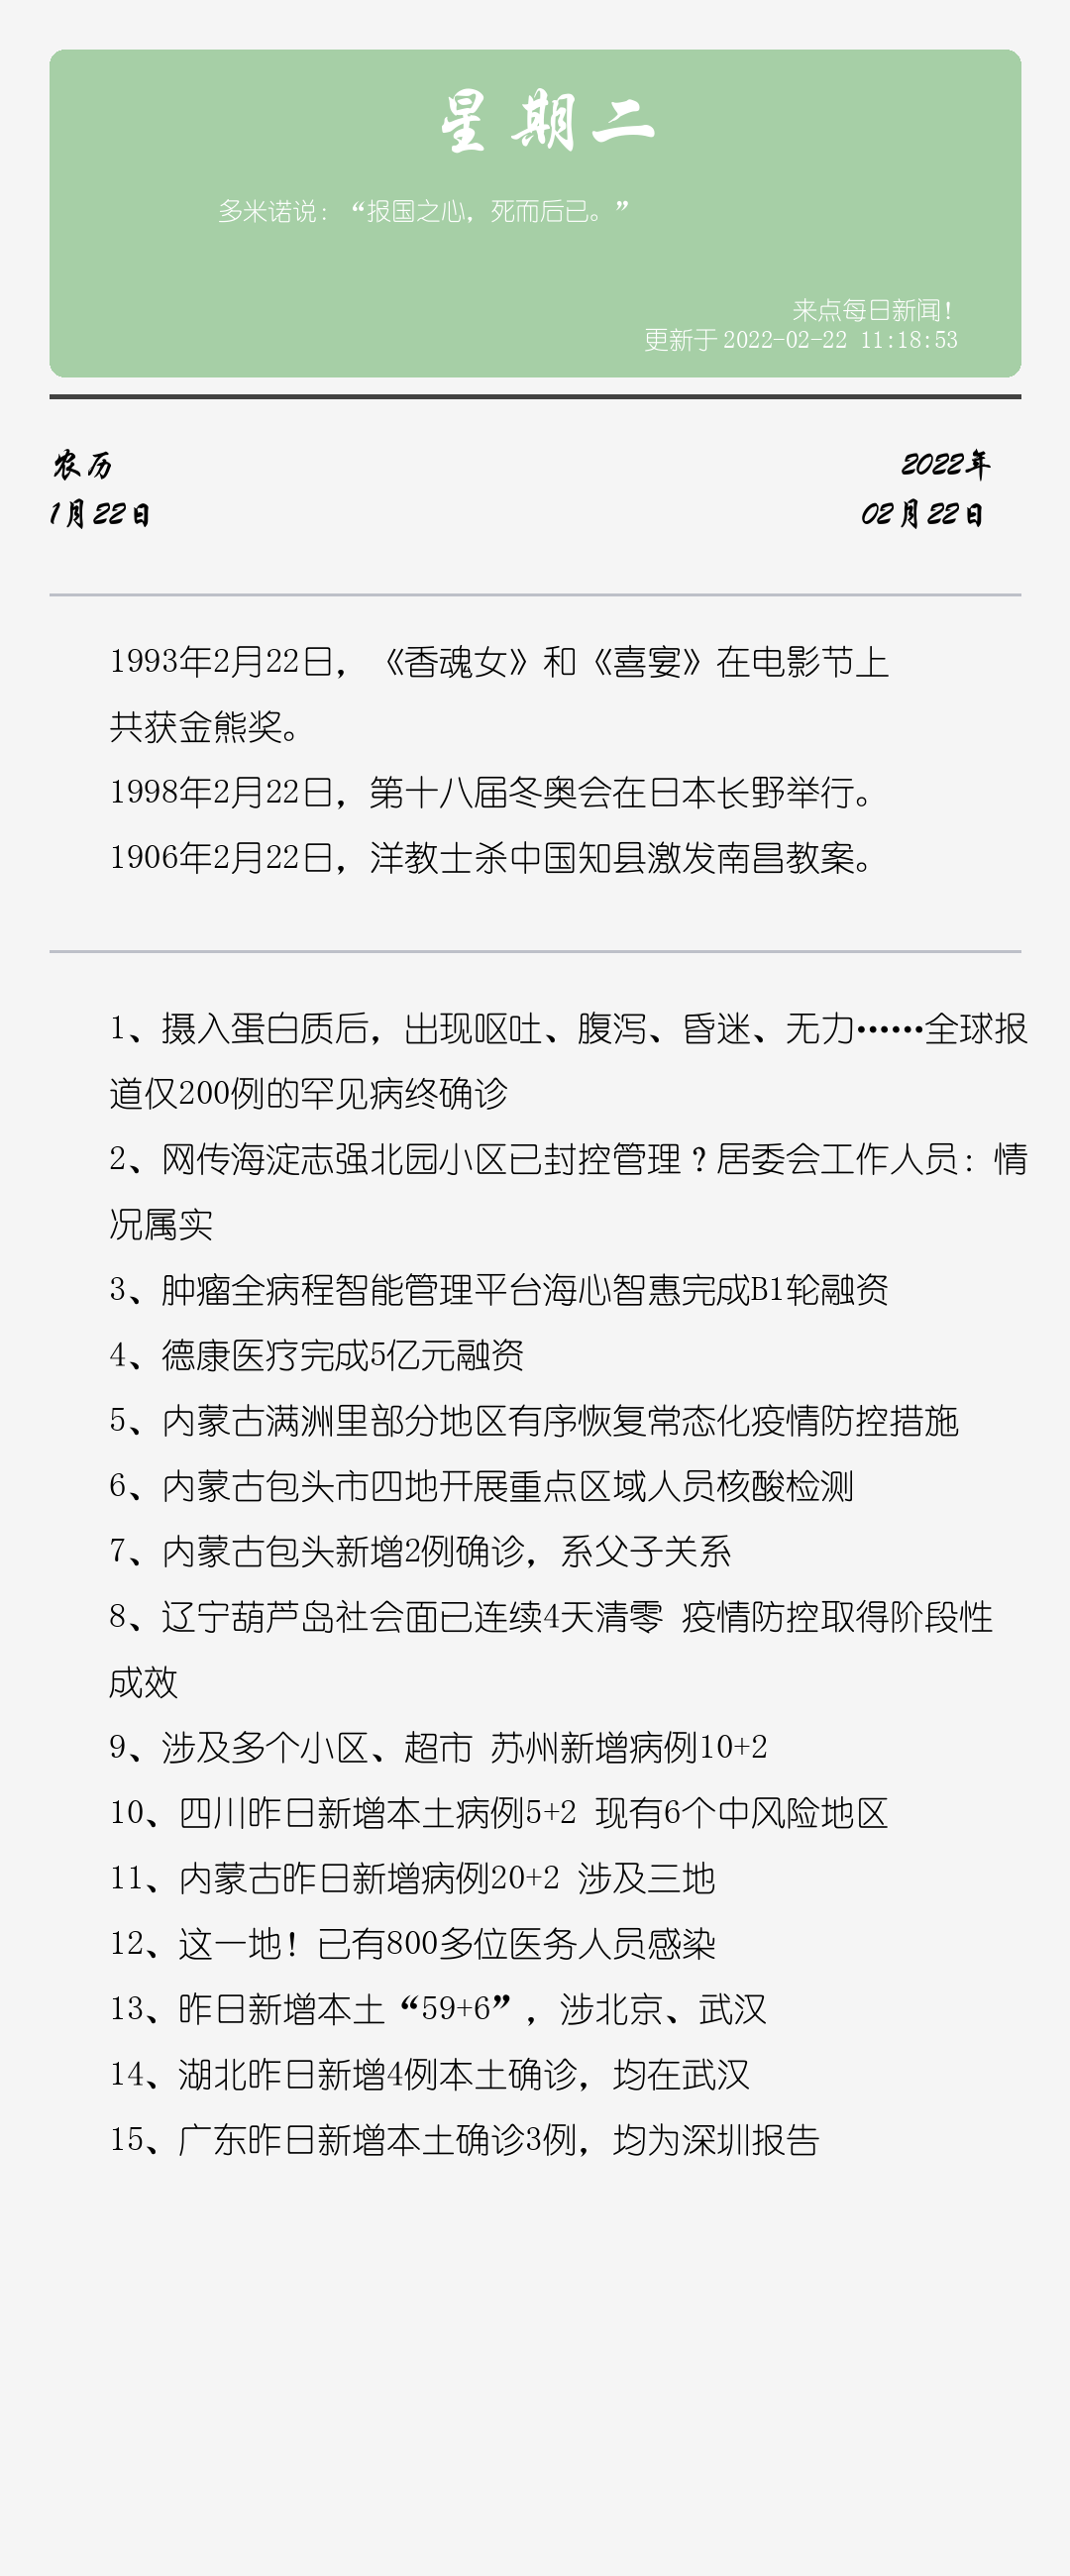 星期二
多米诺说：“报国之心，死而后已。”
来点每日新闻！
更新于 2022-02-22 11:18:53
农历
2022年
1月22日
02月22日
1993年2月22日，《香魂女》和《喜宴》在电影节上
共获金熊奖。
1998年2月22日，第十八届冬奥会在日本长野举行。
1906年2月22日，洋教士杀中国知县激发南昌教案。
1、摄入蛋白质后，出现呕吐、腹泻、昏迷、无力……全球报
道仅200例的罕见病终确诊
2、网传海淀志强北园小区已封控管理？居委会工作人员：情
况属实
3、肿瘤全病程智能管理平台海心智惠完成B1轮融资
4、德康医疗完成5亿元融资
5、内蒙古满洲里部分地区有序恢复常态化疫情防控措施
6、内蒙古包头市四地开展重点区域人员核酸检测
7、内蒙古包头新增2例确诊，系父子关系
8、辽宁葫芦岛社会面已连续4天清零 疫情防控取得阶段性
成效
9、涉及多个小区、超市 苏州新增病例10+2
10、四川昨日新增本土病例5+2 现有6个中风险地区
11、内蒙古昨日新增病例20+2 涉及三地
12、这一地！已有800多位医务人员感染
13、昨日新增本土“59+6”，涉北京、武汉
14、湖北昨日新增4例本土确诊，均在武汉
15、广东昨日新增本土确诊3例，均为深圳报告